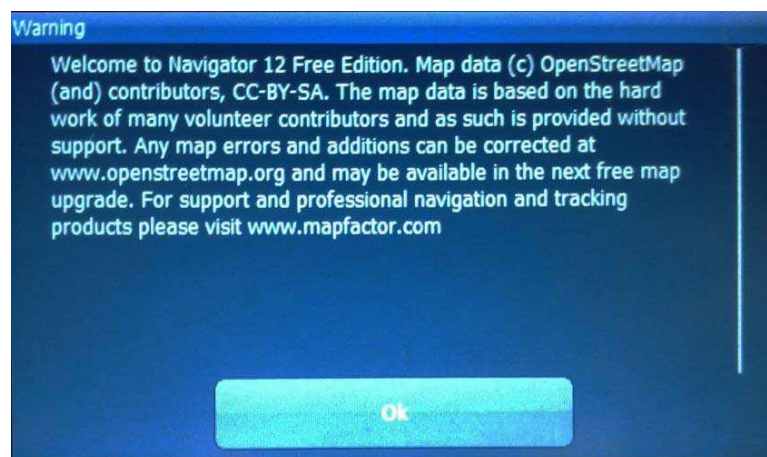 Warning
Welcome to Navigator 12 Free Edition. Map data (c) OpenStreetMap
(and) contributors, CC-BY-SA. The map data is based on the hard
work of many volunteer contributors and as such is provided without
support. Any map errors and additions can be corrected at
www.openstreetmap.org and may be available in the next free map
upgrade. For support and professional navigation and tracking
products please visit www.mapfactor.com
Ok